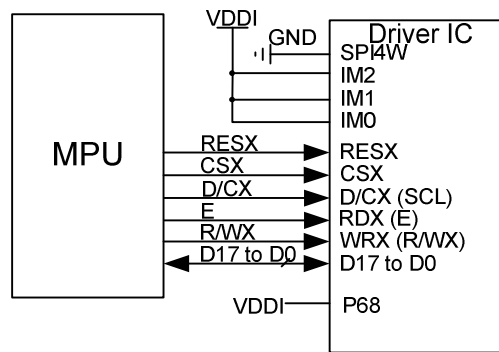 VDDI
Driver IC
GND
SPI4W
IM2
IM1
IM0
MPU
RESX
RESX
CSX
CSX
D/CX
D/CX (SCL)
E
RDX (E)
R/WX
WRX (R/WX)
D17 to D0
D17 to D0
VDDI
P68